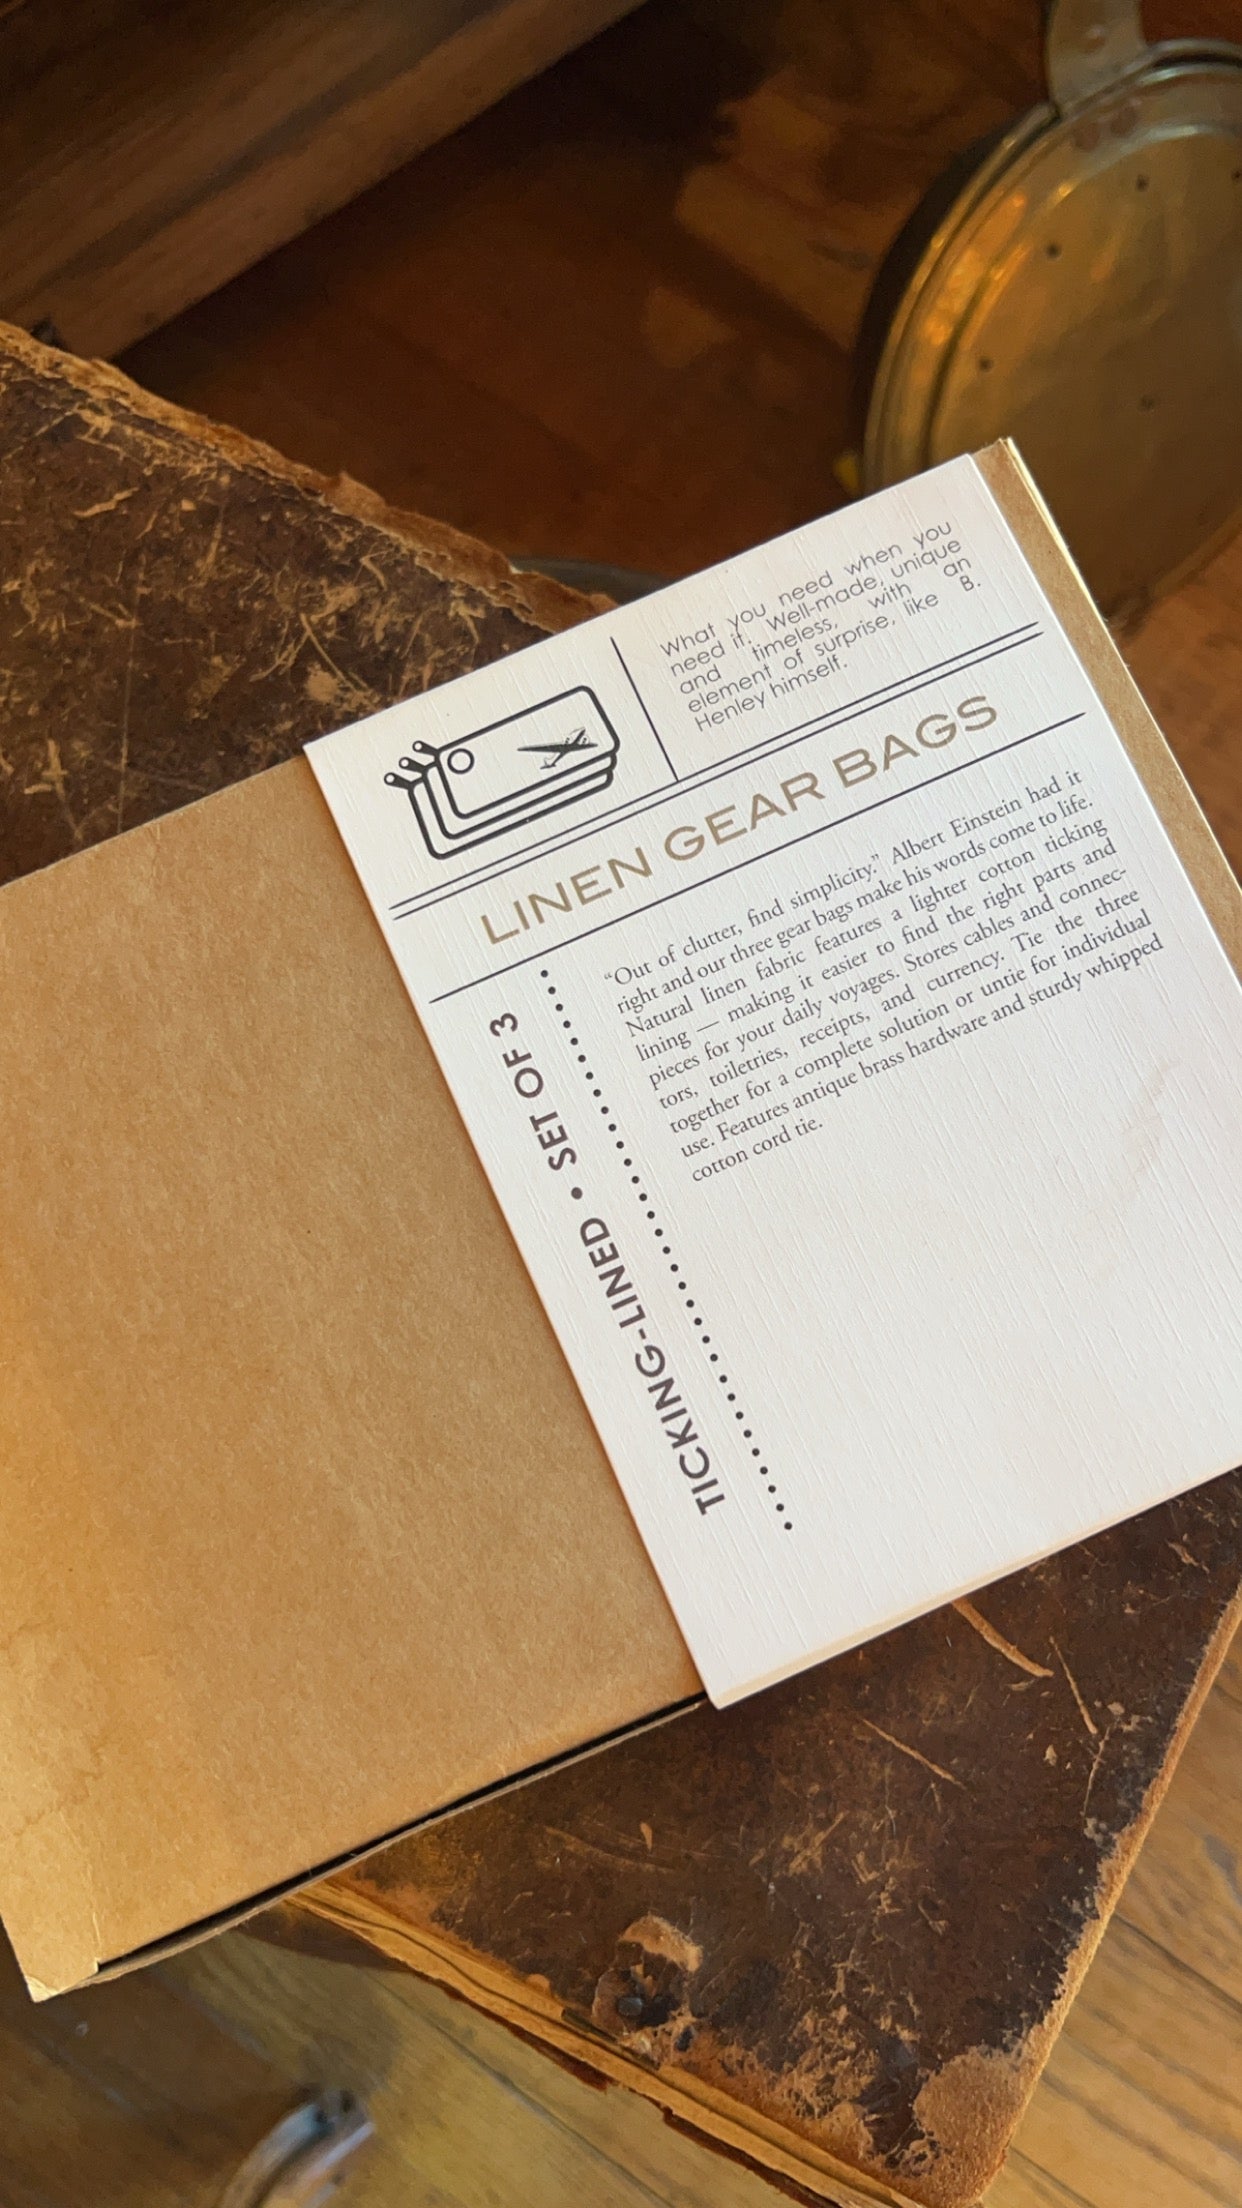 What you need when you
need it. Well-made, unique
and timeless, with an
element of surprise, like B.
Henley himself.
LINEN GEAR BAGS
TICKING-LINED • SET OF 3
“Out of clutter, find simplicity.” Albert Einstein had it
right and our three gear bags make his words come to life.
Natural linen fabric features a lighter cotton ticking
lining — making it easier to find the right parts and
pieces for your daily voyages. Stores cables and connec-
tors, toiletries, receipts, and currency. Tie the three
together for a complete solution or untie for individual
use. Features antique brass hardware and sturdy whipped
cotton cord tie.